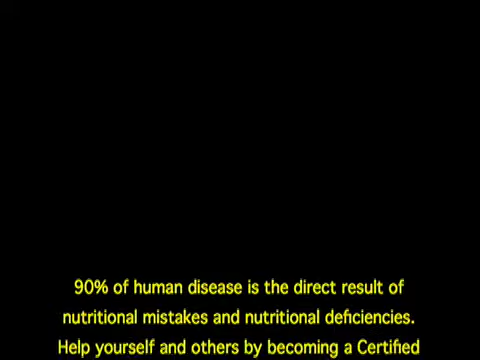 90% of human disease is the direct result of
nutritional mistakes and nutritional deficiencies.
Help yourself and others by becoming a Certified